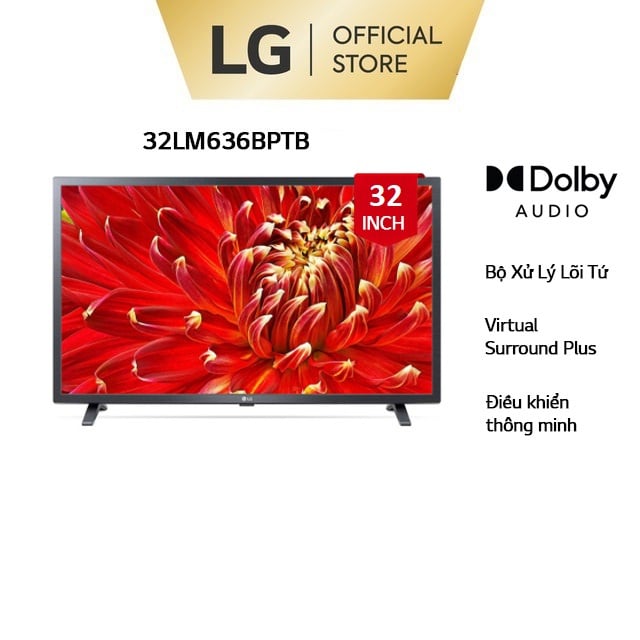 LG
OFFICIAL
STORE
32LM636BPTB
32
INCH
Dolby
AUDIO
Bộ Xử Lý Lõi Tứ
Virtual
Surround Plus
Điều khiển
thông minh
LG